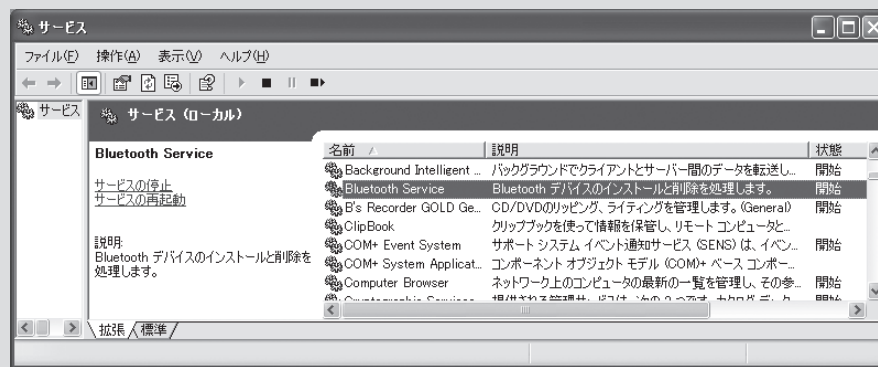 サービス
ファイル(F) 操作(A) 表示(V) ヘルプ(H)
サービス
サービス (ローカル)
Bluetooth Service
サービスの停止
サービスの再起動
説明:
Bluetooth デバイスのインストールと削除を
処理します。
名前 説明 状態
Background Intelligent ... バックグラウンドでクライアントとサーバー間のデータを転送し... 開始
Bluetooth Service Bluetooth デバイスのインストールと削除を処理します。 開始
B's Recorder GOLD Ge... CD/DVDのリッピング、ライティングを管理します。(General) 開始
ClipBook クリップブックを使って情報を保管し、リモート コンピュータと...
COM+ Event System サポート システム イベント通知サービス (SENS) は、イベン... 開始
COM+ System Applicat... コンポーネント オブジェクト モデル (COM)+ ベース コンポー...
Computer Browser ネットワーク上のコンピュータの最新の一覧を管理し、その参... 開始
拡張 標準